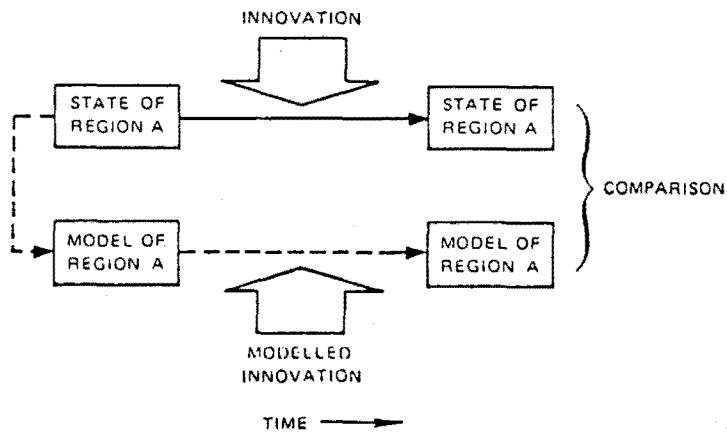 INNOVATION
STATE OF
REGION A
STATE OF
REGION A
COMPARISON
MODEL OF
REGION A
MODEL OF
REGION A
MODELLED
INNOVATION
TIME